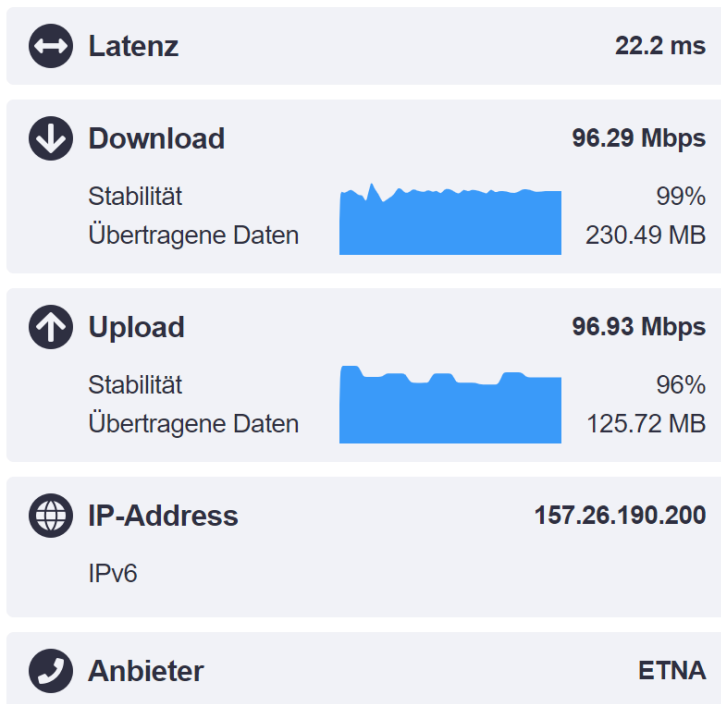 Latenz 22.2 ms
Download 96.29 Mbps
Stabilität 99%
Übertragene Daten 230.49 MB
Upload 96.93 Mbps
Stabilität 96%
Übertragene Daten 125.72 MB
IP-Address 157.26.190.200
IPv6
Anbieter ETNA